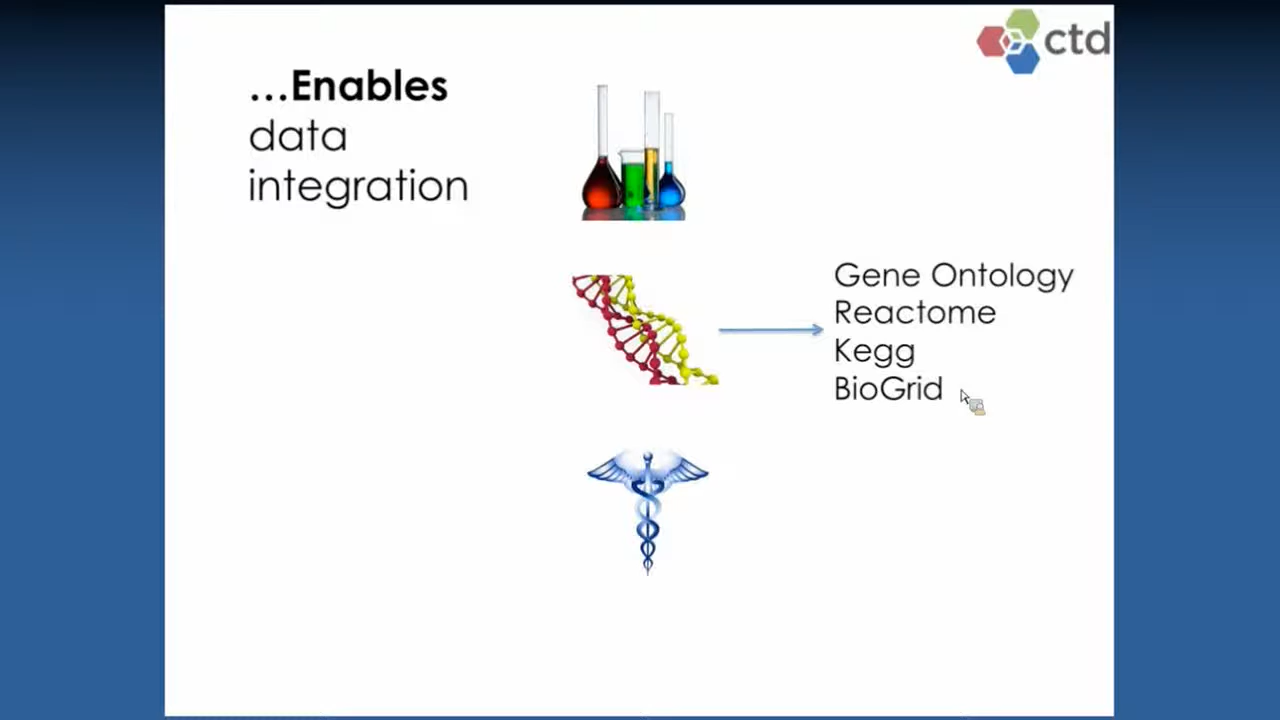 ctd
...Enables
data
integration
Gene Ontology
Reactome
Kegg
BioGrid